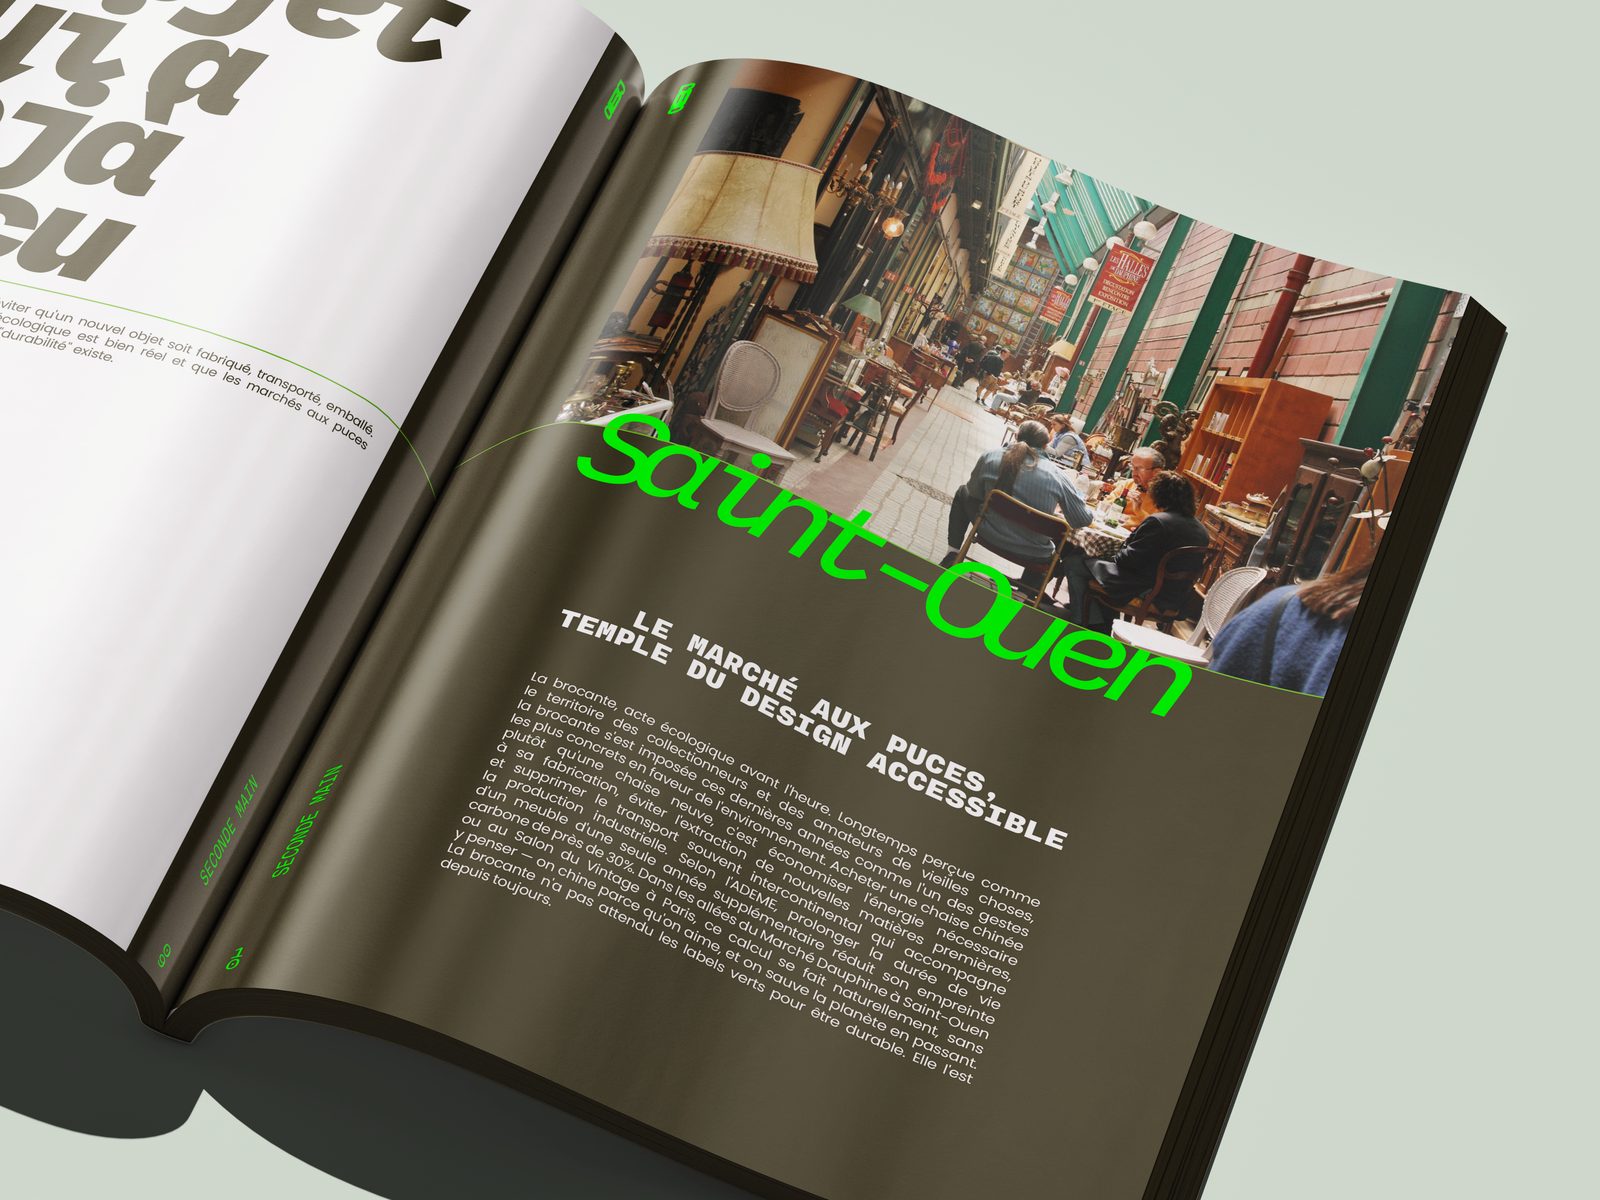 a
objet soit fabriqué, transporté, emballé.
qu'un nouvel
écologique est bien réel et que les marchés aux puces
"durabilité" existe.
SECONDE MAIN
SECONDE MAIN
HALLES
DEGUSTATION
RENCONTRE
EXPOSITION
Saint-Ouen
LE MARCHÉ AUX PUCES,
TEMPLE DU DESIGN ACCESSIBLE
La brocante, acte écologique avant l'heure. Longtemps perçue comme
le territoire des collectionneurs et des amateurs de vieilles choses,
la brocante s'est imposée ces dernières années comme l'un des gestes
les plus concrets en faveur de l'environnement. Acheter une chaise chinée
plutôt qu'une chaise neuve, c'est économiser l'énergie nécessaire
à sa fabrication, éviter l'extraction de nouvelles matières premières,
et supprimer le transport souvent intercontinental qui accompagne
la production industrielle. Selon l'ADEME, prolonger la durée de vie
d'un meuble d'une seule année supplémentaire réduit son empreinte
carbone de près de 30%. Dans les allées du Marché Dauphine à Saint-Ouen
ou au Salon du Vintage à Paris, ce calcul se fait naturellement, sans
y penser — on chine parce qu'on aime, et on sauve la planète en passant.
La brocante n'a pas attendu les labels verts pour être durable. Elle l'est
depuis toujours.